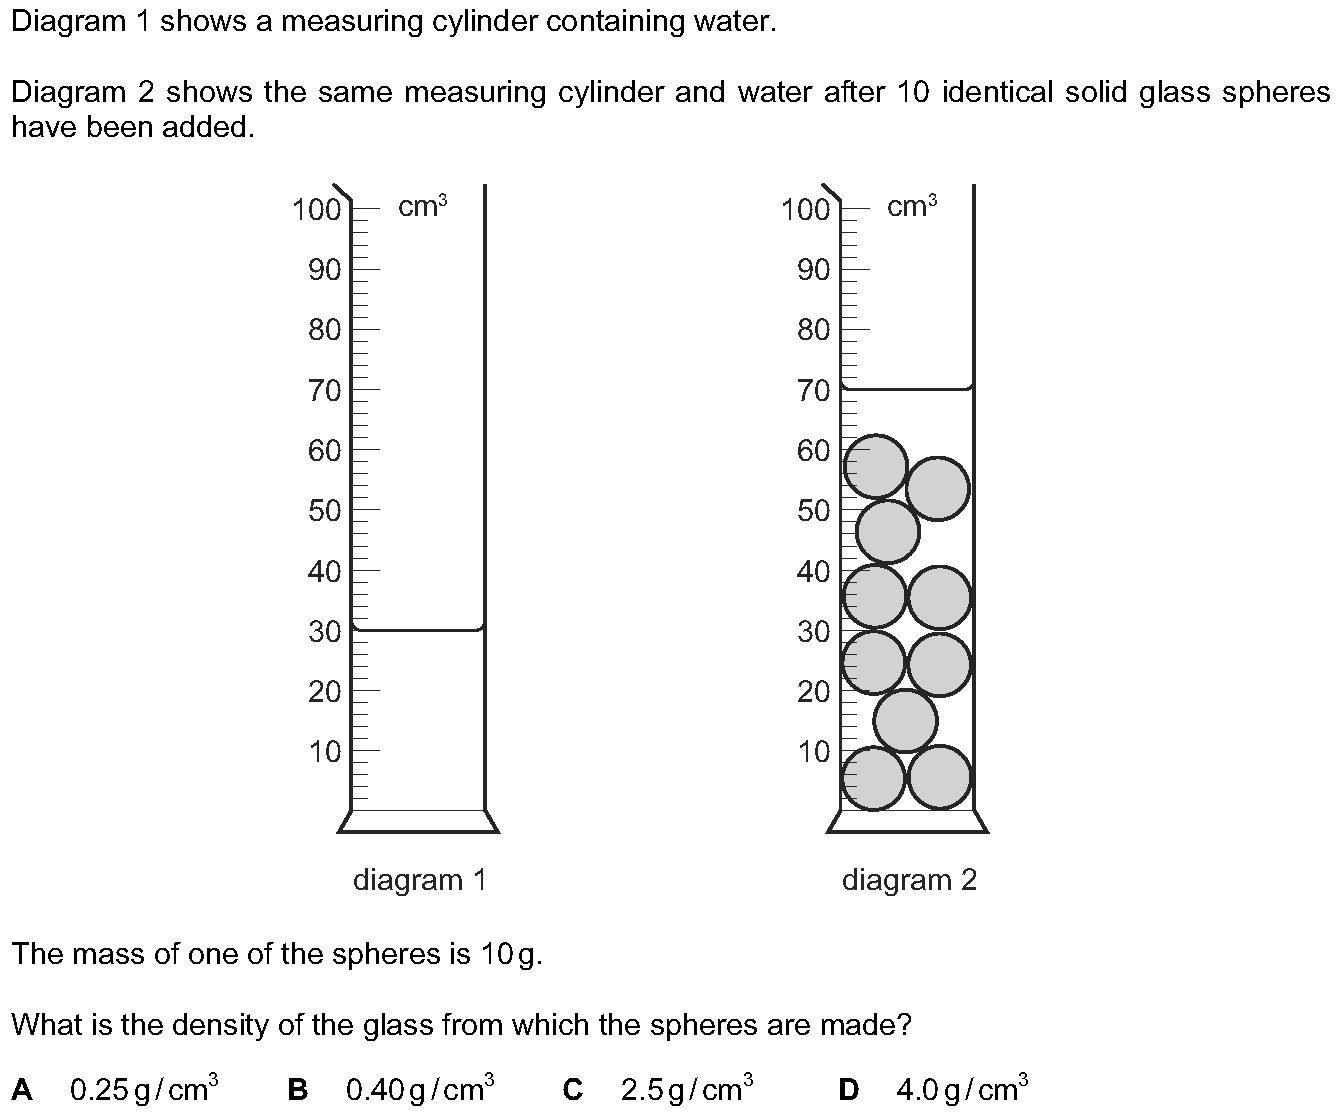 Diagram 1 shows a measuring cylinder containing water.
Diagram 2 shows the same measuring cylinder and water after 10 identical solid glass spheres
have been added.
100 cm³
90
80
70
60
50
40
30
20
10
diagram 1
100 cm³
90
80
70
60
50
40
30
20
10
diagram 2
The mass of one of the spheres is 10 g.
What is the density of the glass from which the spheres are made?
A 0.25 g / cm³ B 0.40 g / cm³ C 2.5 g / cm³ D 4.0 g / cm³